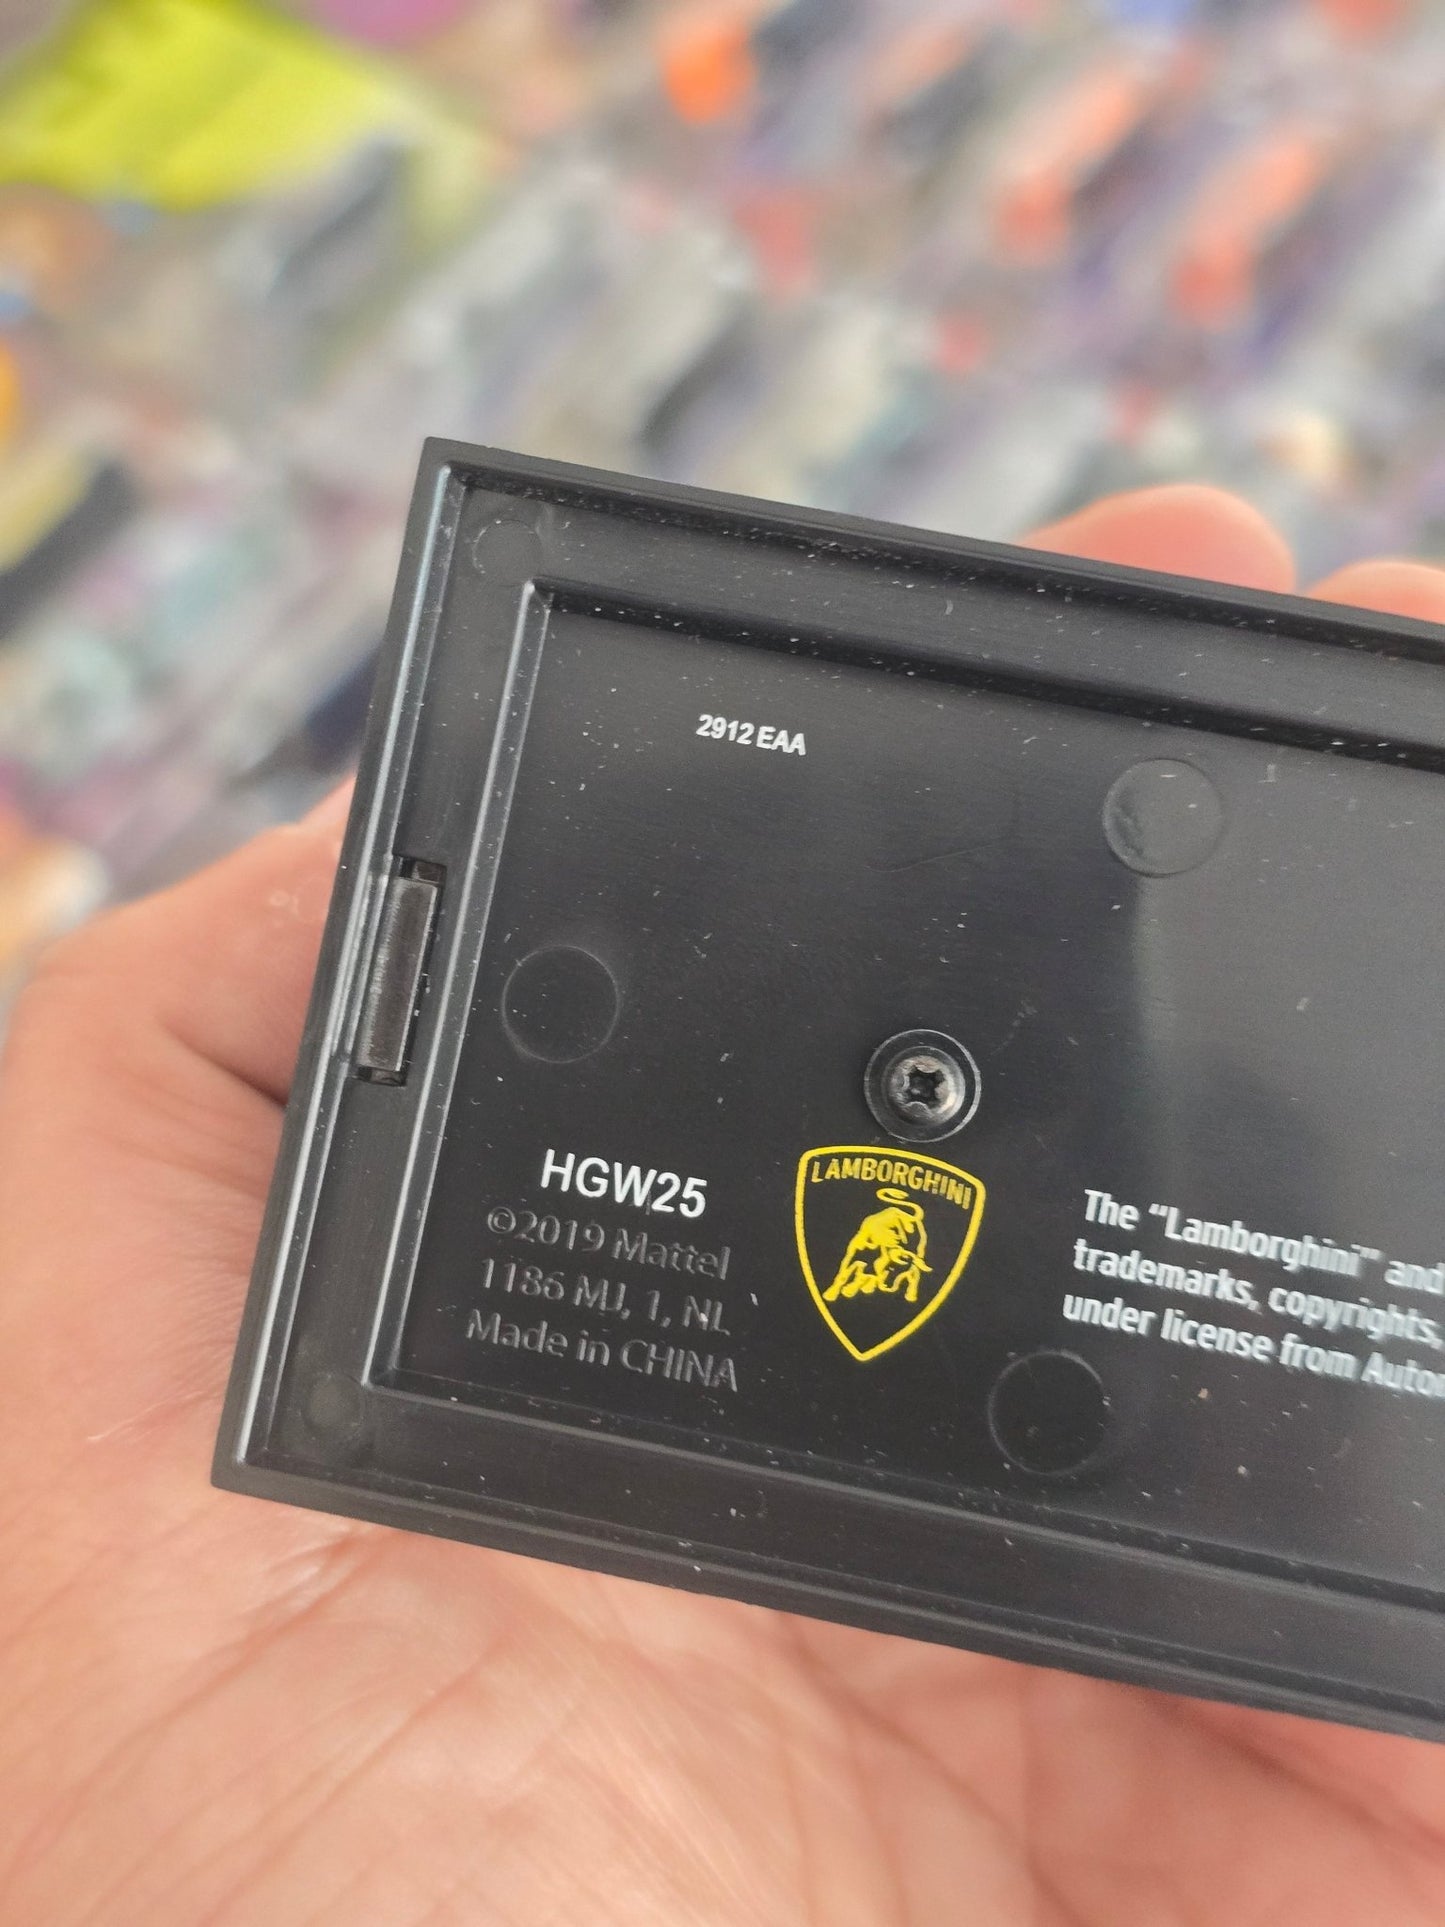 2912 EAA
HGW25
©2019 Mattel
1186 MJ, 1, NL
Made in CHINA
LAMBORGHINI
The “Lamborghini” and
trademarks, copyrights,
under license from